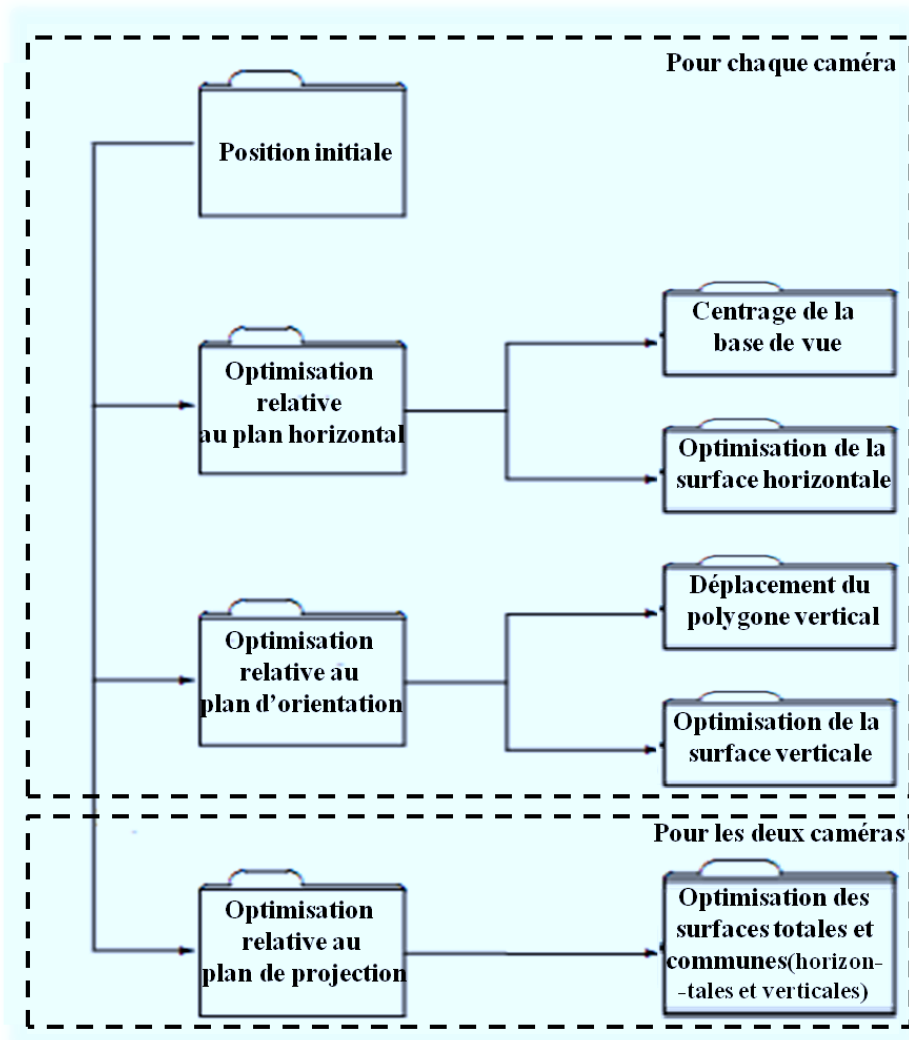 Pour chaque caméra
Position initiale
Optimisation
relative
au plan horizontal
Centrage de la
base de vue
Optimisation de la
surface horizontale
Optimisation
relative au
plan d’orientation
Déplacement du
polygone vertical
Optimisation de la
surface verticale
Pour les deux caméras
Optimisation
relative au
plan de projection
Optimisation des
surfaces totales et
communes(horizon-
-tales et verticales)